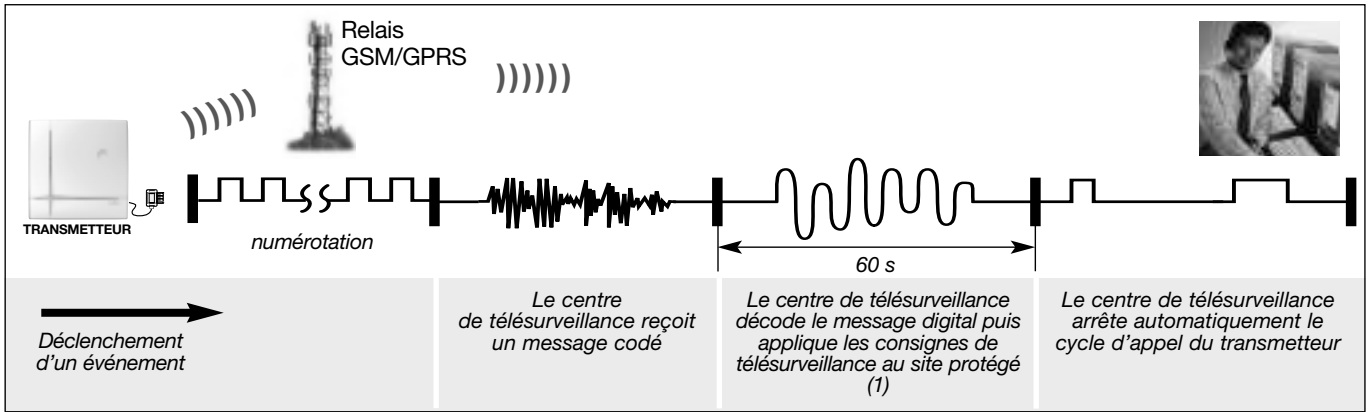 Relais
GSM/GPRS
TRANSMETTEUR
numérotation
60 s
Déclenchement
d’un événement
Le centre
de télésurveillance reçoit
un message codé
Le centre de télésurveillance
décode le message digital puis
applique les consignes de
télésurveillance au site protégé
(1)
Le centre de télésurveillance
arrête automatiquement le
cycle d’appel du transmetteur